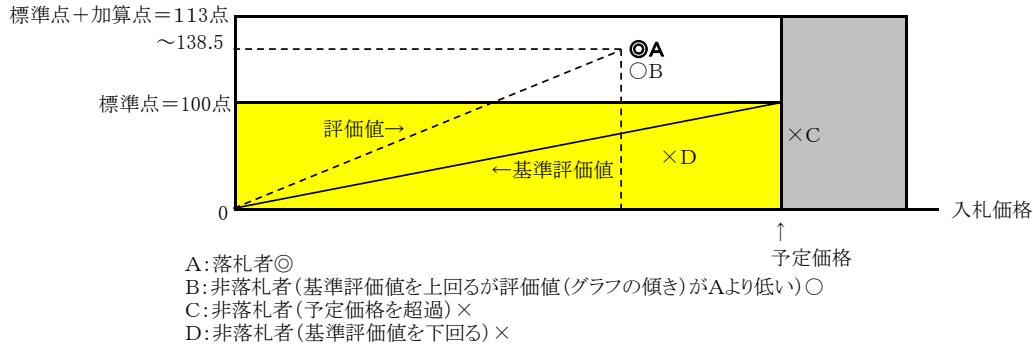 標準点＋加算点＝113点
～138.5
◎A
○B
標準点＝100点
評価値→
×C
×D
←基準評価値
0
入札価格
↑
予定価格
A：落札者◎
B：非落札者（基準評価値を上回るが評価値（グラフの傾き）がAより低い）○
C：非落札者（予定価格を超過）×
D：非落札者（基準評価値を下回る）×